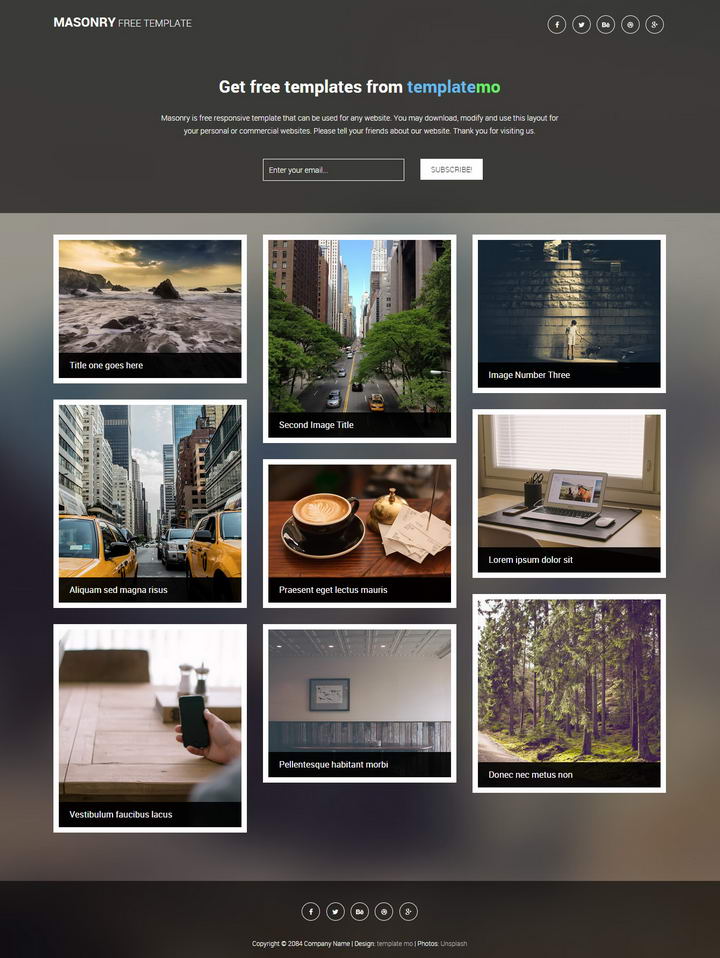 MASONRY FREE TEMPLATE
Get free templates from templatemo
Masonry is free responsive template that can be used for any website. You may download, modify and use this layout for
your personal or commercial websites. Please tell your friends about our website. Thank you for visiting us.
Enter your email...
SUBSCRIBE!
Title one goes here
Second Image Title
Image Number Three
Aliquam sed magna risus
Praesent eget lectus mauris
Lorem ipsum dolor sit
Vestibulum faucibus lacus
Pellentesque habitant morbi
Donec nec metus non
Copyright © 2084 Company Name | Design: template mo | Photos: Unsplash